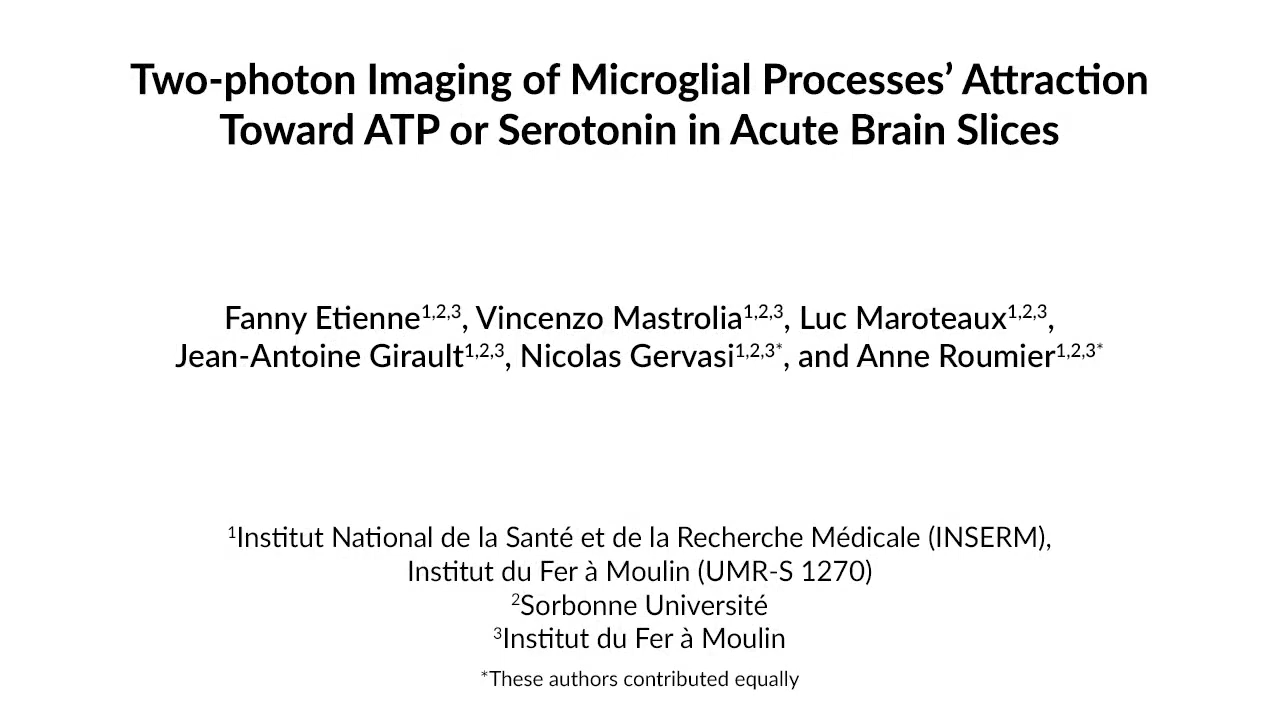 Two-photon Imaging of Microglial Processes’ Attraction
Toward ATP or Serotonin in Acute Brain Slices
Fanny Etienne1,2,3, Vincenzo Mastrolia1,2,3, Luc Maroteaux1,2,3,
Jean-Antoine Girault1,2,3, Nicolas Gervasi1,2,3*, and Anne Roumier1,2,3*
1Institut National de la Santé et de la Recherche Médicale (INSERM),
Institut du Fer à Moulin (UMR-S 1270)
2Sorbonne Université
3Institut du Fer à Moulin
*These authors contributed equally